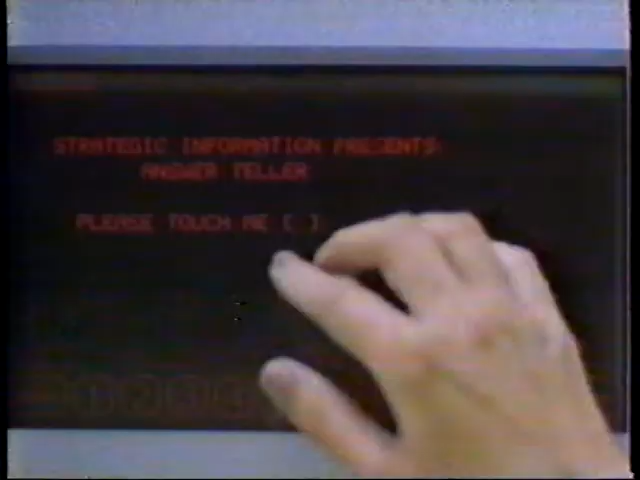 STRATEGIC INFORMATION PRESENTS:
ANSWER TELLER
PLEASE TOUCH ME [ ]